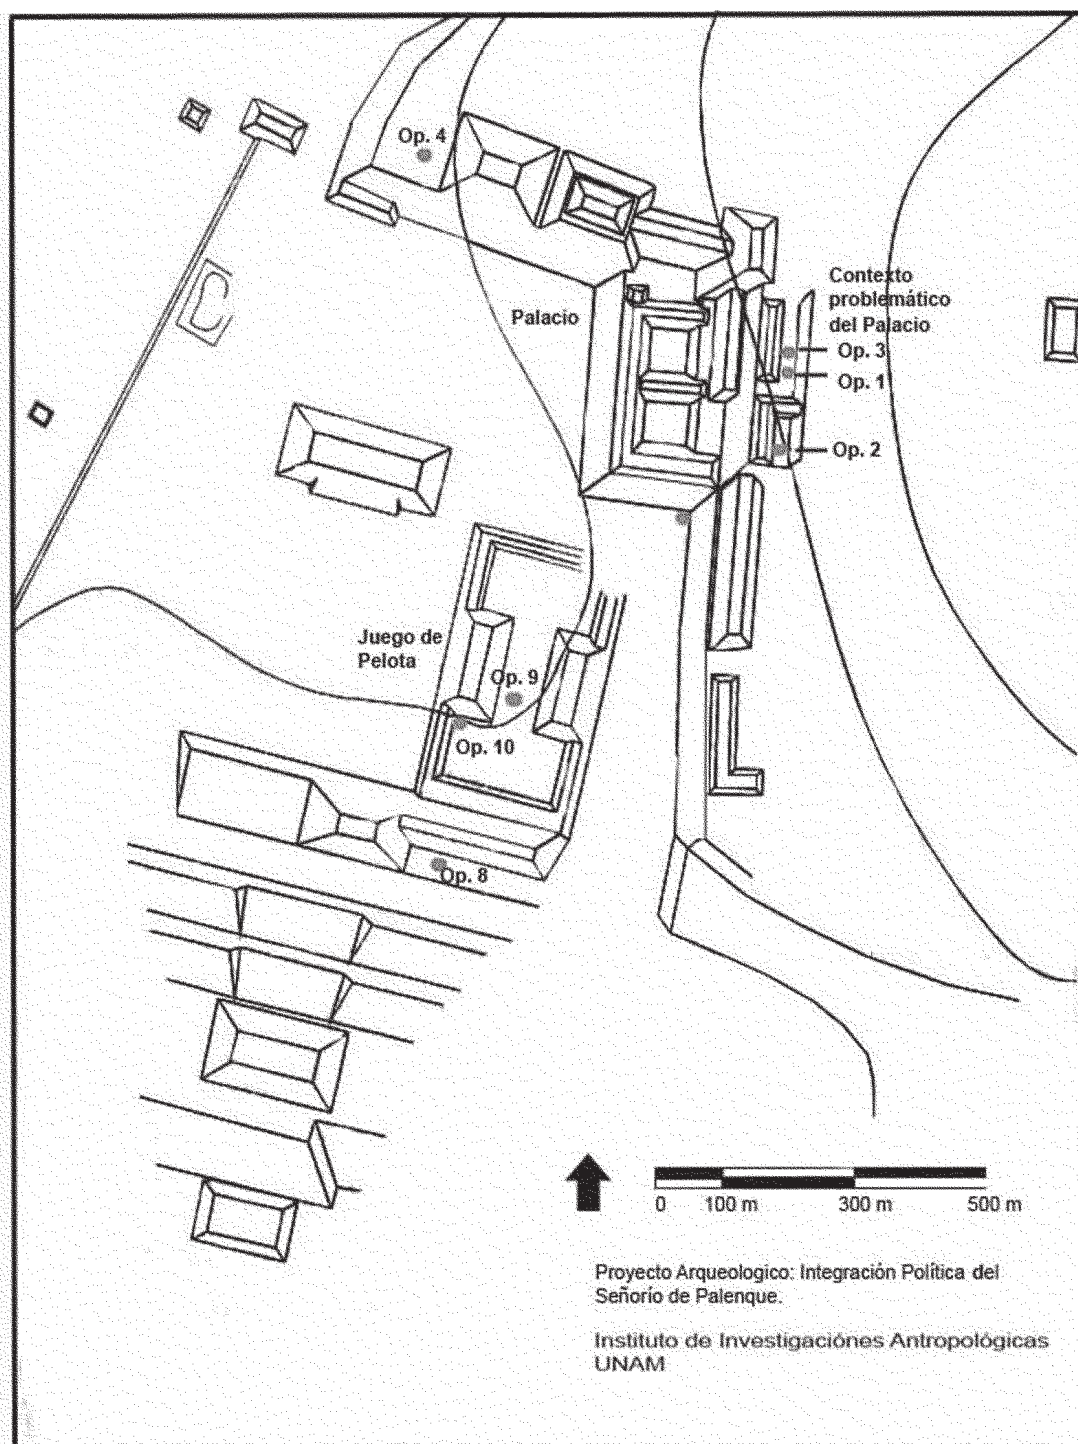 Op. 4
Contexto
problemático
del Palacio
Palacio
Op. 3
Op. 1
Op. 2
Juego de
Pelota
Op. 9
Op. 10
Op. 8
0 100 m 300 m 500 m
Proyecto Arqueologico: Integración Política del
Señorío de Palenque.
Instituto de Investigaciónes Antropológicas
UNAM